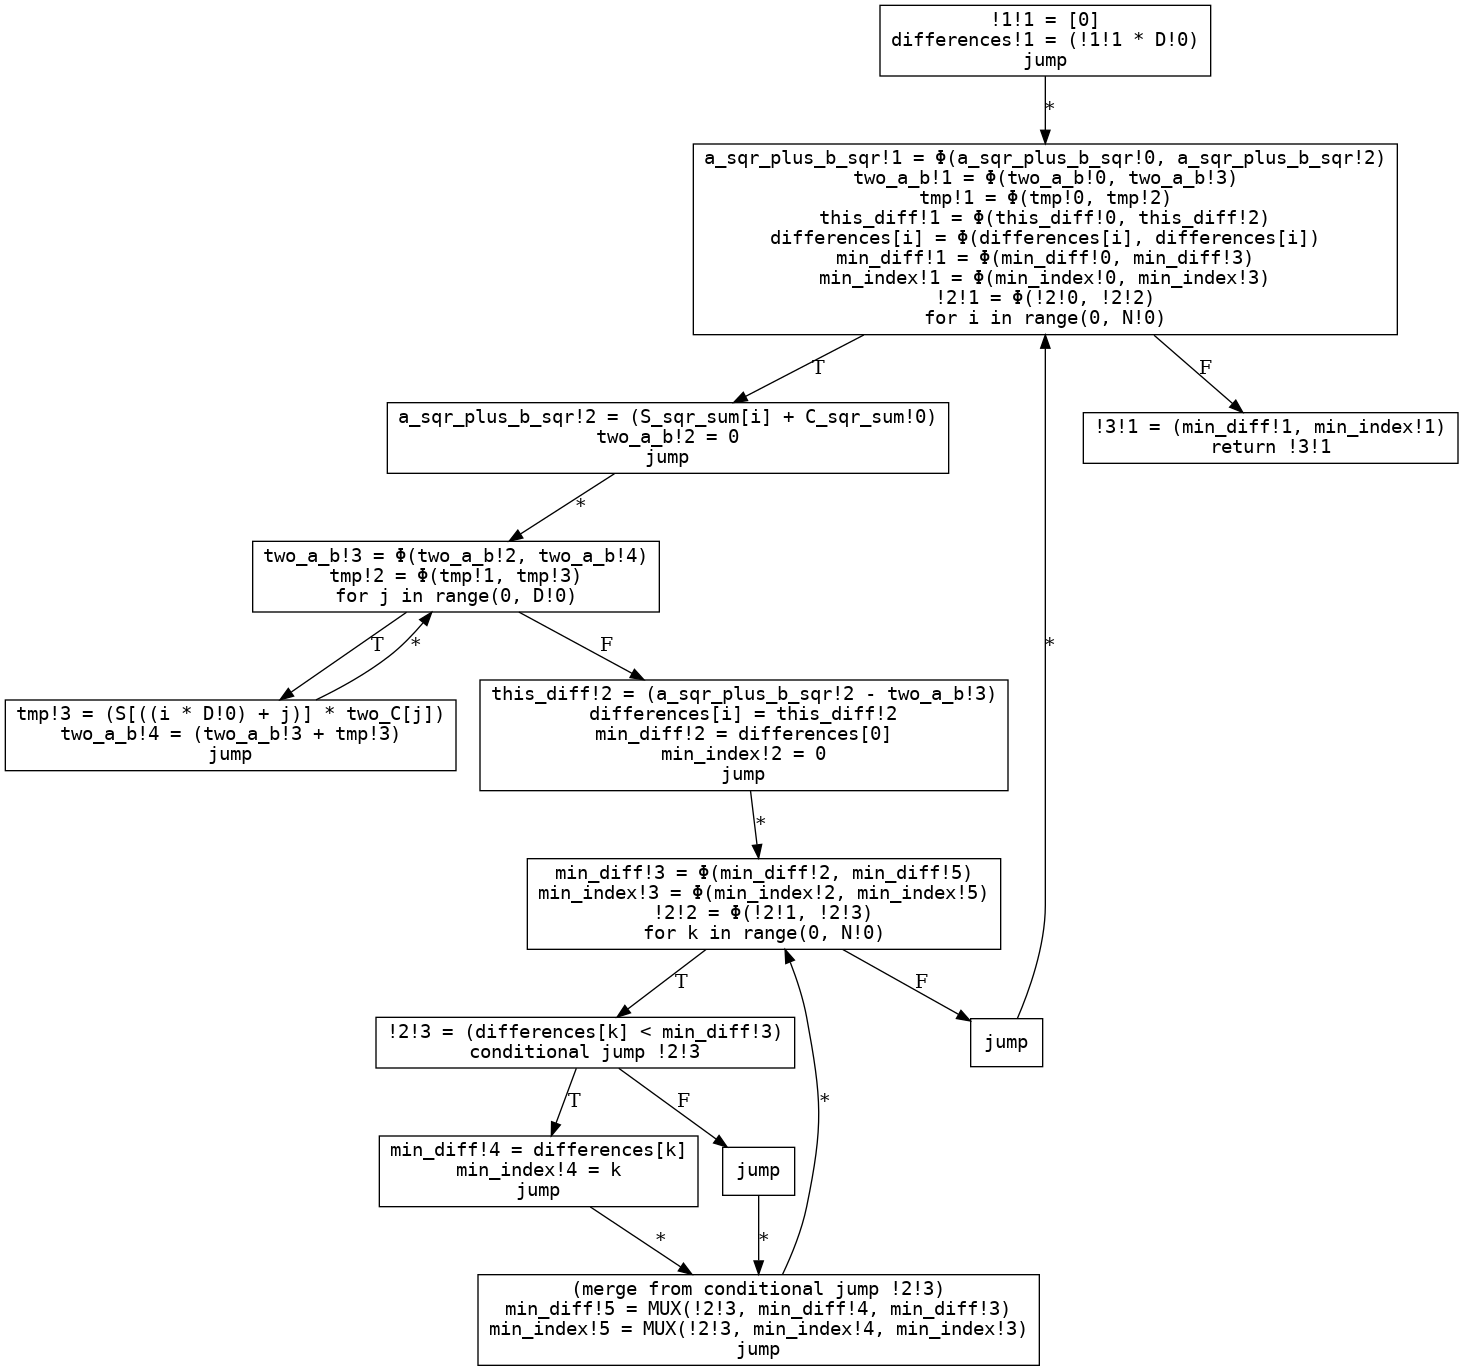 !1!1 = [0]
differences!1 = (!1!1 * D!0)
jump
*
a_sqr_plus_b_sqr!1 = Φ(a_sqr_plus_b_sqr!0, a_sqr_plus_b_sqr!2)
two_a_b!1 = Φ(two_a_b!0, two_a_b!3)
tmp!1 = Φ(tmp!0, tmp!2)
this_diff!1 = Φ(this_diff!0, this_diff!2)
differences[i] = Φ(differences[i], differences[i])
min_diff!1 = Φ(min_diff!0, min_diff!3)
min_index!1 = Φ(min_index!0, min_index!3)
!2!1 = Φ(!2!0, !2!2)
for i in range(0, N!0)
T
F
a_sqr_plus_b_sqr!2 = (S_sqr_sum[i] + C_sqr_sum!0)
two_a_b!2 = 0
jump
!3!1 = (min_diff!1, min_index!1)
return !3!1
*
two_a_b!3 = Φ(two_a_b!2, two_a_b!4)
tmp!2 = Φ(tmp!1, tmp!3)
for j in range(0, D!0)
T
*
F
*
tmp!3 = (S[((i * D!0) + j)] * two_C[j])
two_a_b!4 = (two_a_b!3 + tmp!3)
jump
this_diff!2 = (a_sqr_plus_b_sqr!2 - two_a_b!3)
differences[i] = this_diff!2
min_diff!2 = differences[0]
min_index!2 = 0
jump
*
min_diff!3 = Φ(min_diff!2, min_diff!5)
min_index!3 = Φ(min_index!2, min_index!5)
!2!2 = Φ(!2!1, !2!3)
for k in range(0, N!0)
T
F
!2!3 = (differences[k] < min_diff!3)
conditional jump !2!3
jump
T
F
*
min_diff!4 = differences[k]
min_index!4 = k
jump
jump
*
*
(merge from conditional jump !2!3)
min_diff!5 = MUX(!2!3, min_diff!4, min_diff!3)
min_index!5 = MUX(!2!3, min_index!4, min_index!3)
jump